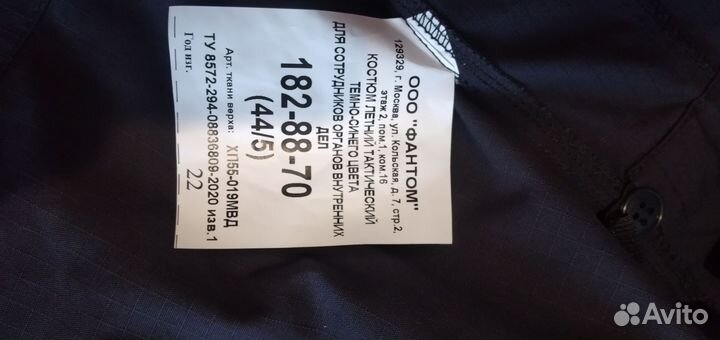 ООО "ФАНТОМ"
129329, г. Москва, ул. Кольская, д. 7, стр.2,
этаж 2, пом.1, ком.16
КОСТЮМ ЛЕТНИЙ ТАКТИЧЕСКИЙ
ТЕМНО-СИНЕГО ЦВЕТА
ДЛЯ СОТРУДНИКОВ ОРГАНОВ ВНУТРЕННИХ
ДЕЛ
182-88-70
(44/5)
Арт. ткани верха: ХП55-019МВД
ТУ 8572-294-08836809-2020 изв.1
Год изг. 22
Avito